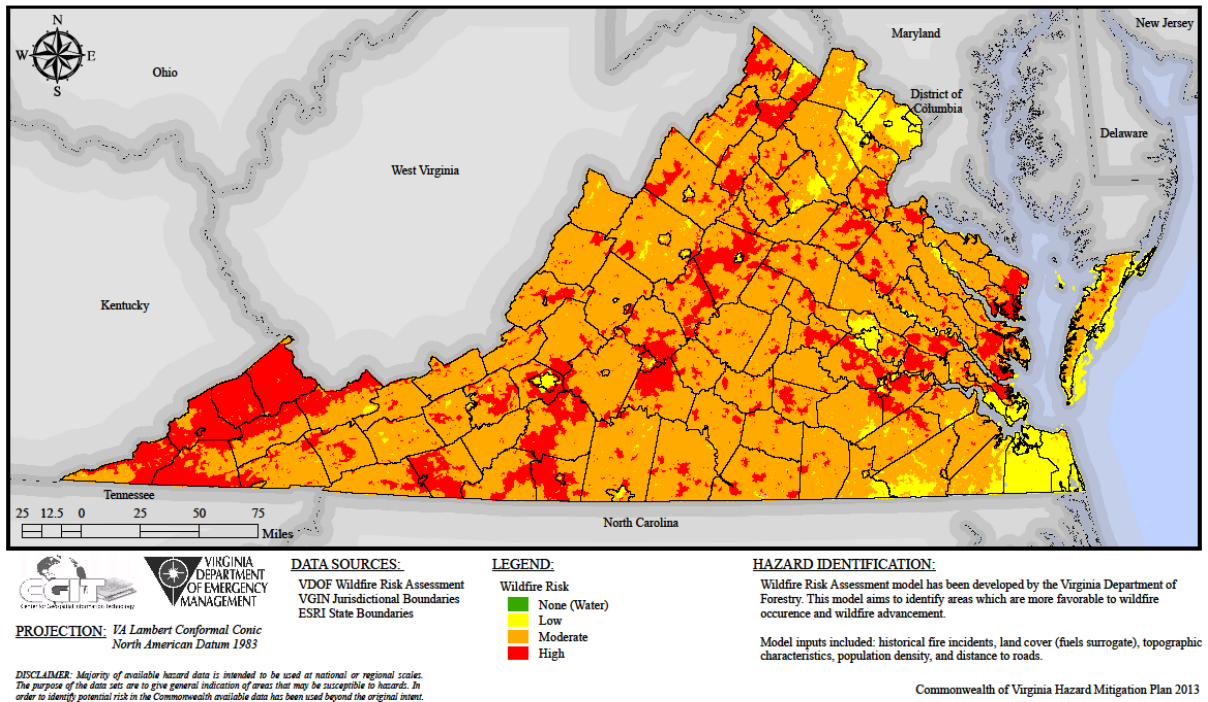 N
W E
S
Ohio
Maryland
New Jersey
District of
Columbia
Delaware
West Virginia
Kentucky
Tennessee
North Carolina
25 12.5 0 25 50 75
Miles
CGIT
Center for Geospatial Information Technology
VIRGINIA
DEPARTMENT
OF EMERGENCY
MANAGEMENT
PROJECTION: VA Lambert Conformal Conic
North American Datum 1983
DISCLAIMER: Majority of available hazard data is intended to be used at national or regional scales.
The purpose of the data sets are to give general indication of areas that may be susceptible to hazards. In
order to identify potential risk in the Commonwealth available data has been used beyond the original intent.
DATA SOURCES:
VDOF Wildfire Risk Assessment
VGIN Jurisdictional Boundaries
ESRI State Boundaries
LEGEND:
Wildfire Risk
None (Water)
Low
Moderate
High
HAZARD IDENTIFICATION:
Wildfire Risk Assessment model has been developed by the Virginia Department of
Forestry. This model aims to identify areas which are more favorable to wildfire
occurence and wildfire advancement.
Model inputs included: historical fire incidents, land cover (fuels surrogate), topographic
characteristics, population density, and distance to roads.
Commonwealth of Virginia Hazard Mitigation Plan 2013